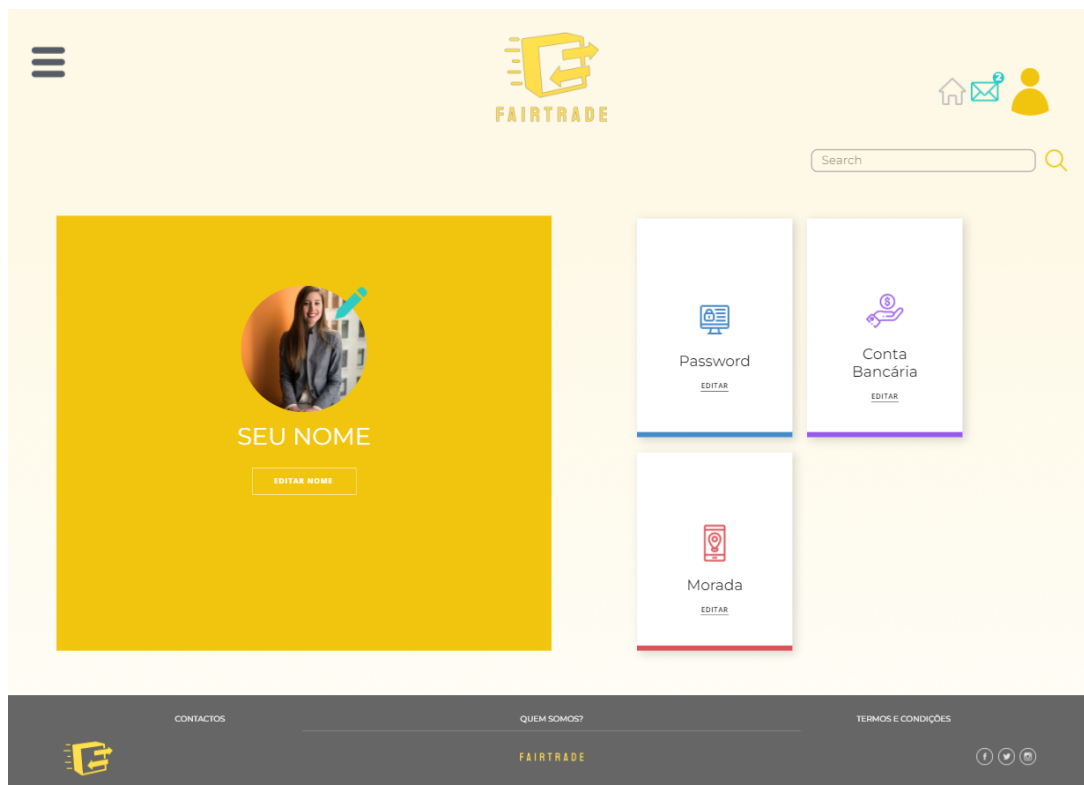 FAIRTRADE
2
Search
SEU NOME
EDITAR NOME
Password
EDITAR
Conta
Bancária
EDITAR
Morada
EDITAR
CONTACTOS
QUEM SOMOS?
TERMOS E CONDIÇÕES
FAIRTRADE